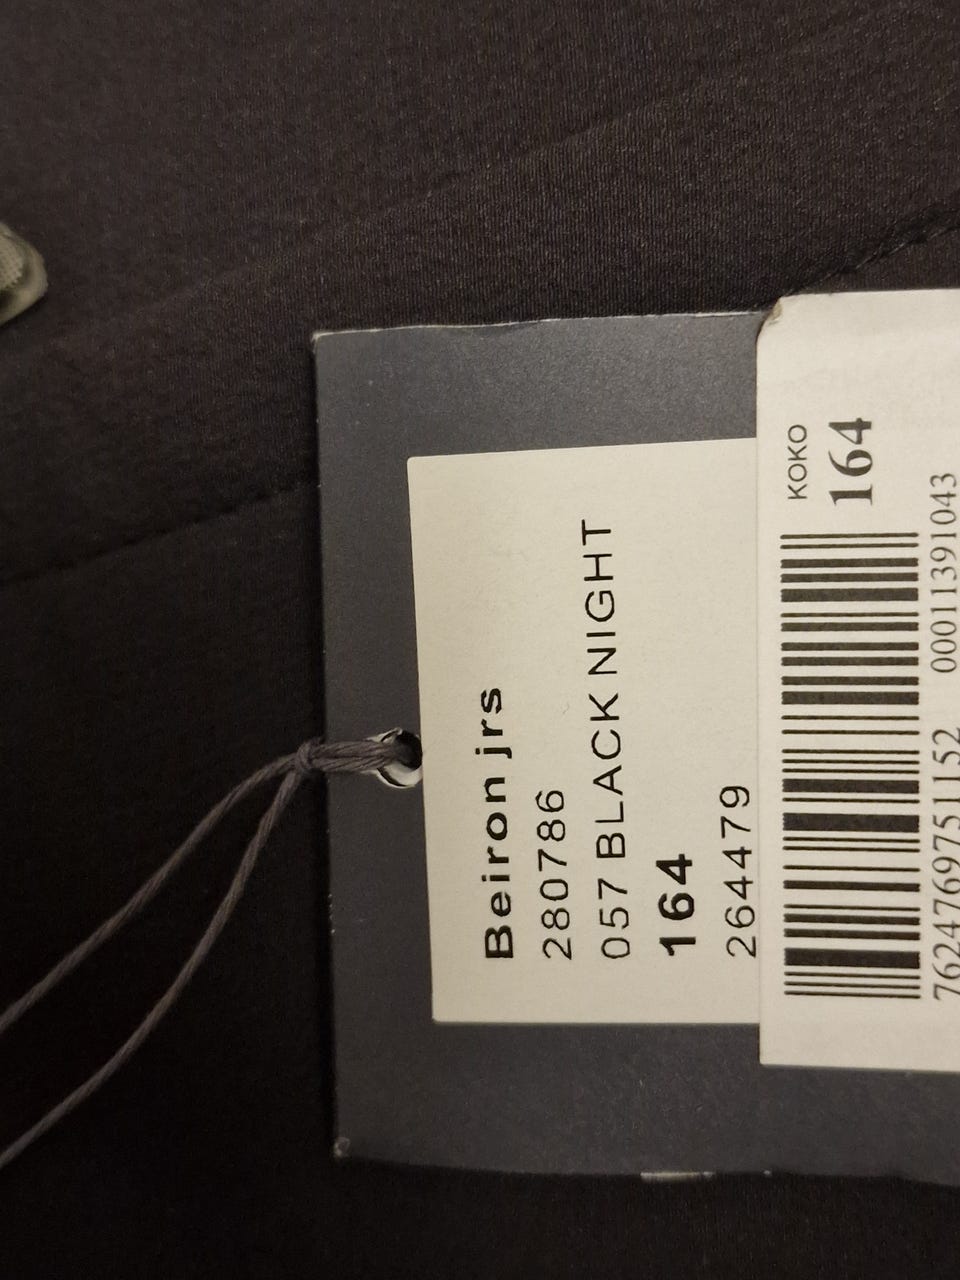 Beiron jrs
280786
057 BLACK NIGHT
164
264479
KOKO
164
7624769751152 00011391043